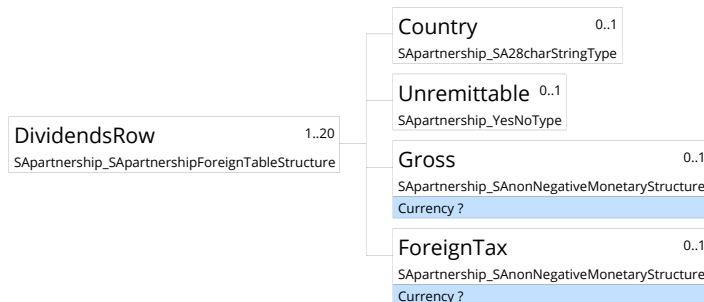 Country 0..1
SApartnership_SA28charStringType
Unremittable 0..1
SApartnership_YesNoType
DividendsRow 1..20
SApartnership_SApartnershipForeignTableStructure
Gross 0..1
SApartnership_SAnonNegativeMonetaryStructure
Currency ?
ForeignTax 0..1
SApartnership_SAnonNegativeMonetaryStructure
Currency ?